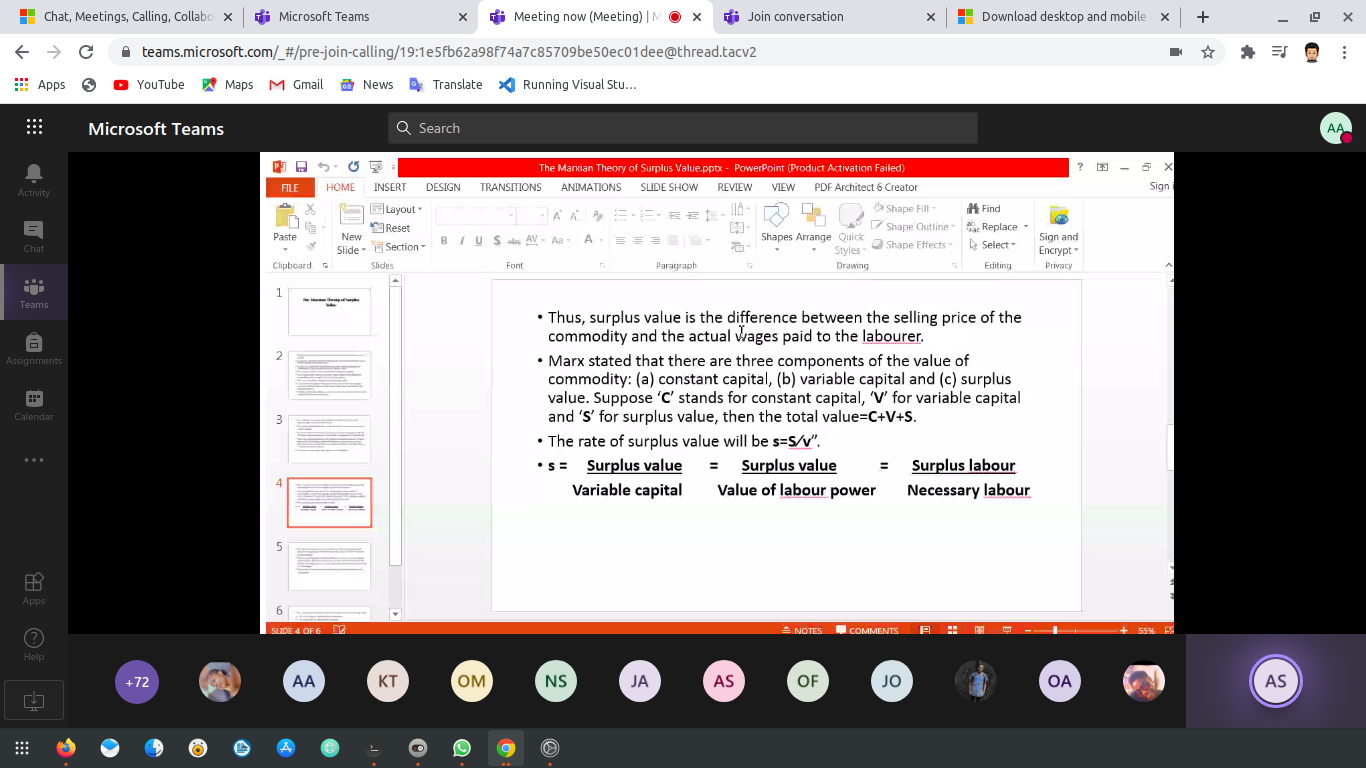 Chat, Meetings, Calling, Collabo
Microsoft Teams
Meeting now (Meeting) | M
Join conversation
Download desktop and mobile
teams.microsoft.com/_#/pre-join-calling/19:1e5fb62a98f74a7c85709be50ec01dee@thread.tacv2
Apps YouTube Maps Gmail News Translate Running Visual Stu…
Microsoft Teams
Search
AA
Activity
Chat
Teams
Assignments
Calendar
Apps
Help
The Marxian Theory of Surplus Value.pptx - PowerPoint (Product Activation Failed)
FILE HOME INSERT DESIGN TRANSITIONS ANIMATIONS SLIDE SHOW REVIEW VIEW PDF Architect 6 Creator Sign i
Paste
New Slide
Layout
Reset
Section
B I U S abc AV Aa A
Shapes Arrange Quick Styles
Shape Fill
Shape Outline
Shape Effects
Find
Replace
Select
Sign and Encrypt
Clipboard Slides Font Paragraph Drawing Editing Privacy
1
The Marxian Theory of Surplus
Value
2
3
4
5
6
• Thus, surplus value is the difference between the selling price of the
commodity and the actual wages paid to the labourer.
• Marx stated that there are three components of the value of
commodity: (a) constant capital, (b) variable capital and (c) surplus
value. Suppose ‘C’ stands for constant capital, ‘V’ for variable capital
and ‘S’ for surplus value, then the total value=C+V+S.
• The rate of surplus value will be s=S/v”.
• s = Surplus value = Surplus value = Surplus labour
Variable capital Value of labour power Necessary labour
SLIDE 4 OF 6 NOTES COMMENTS 55%
+72 AA KT OM NS JA AS OF JO OA AS